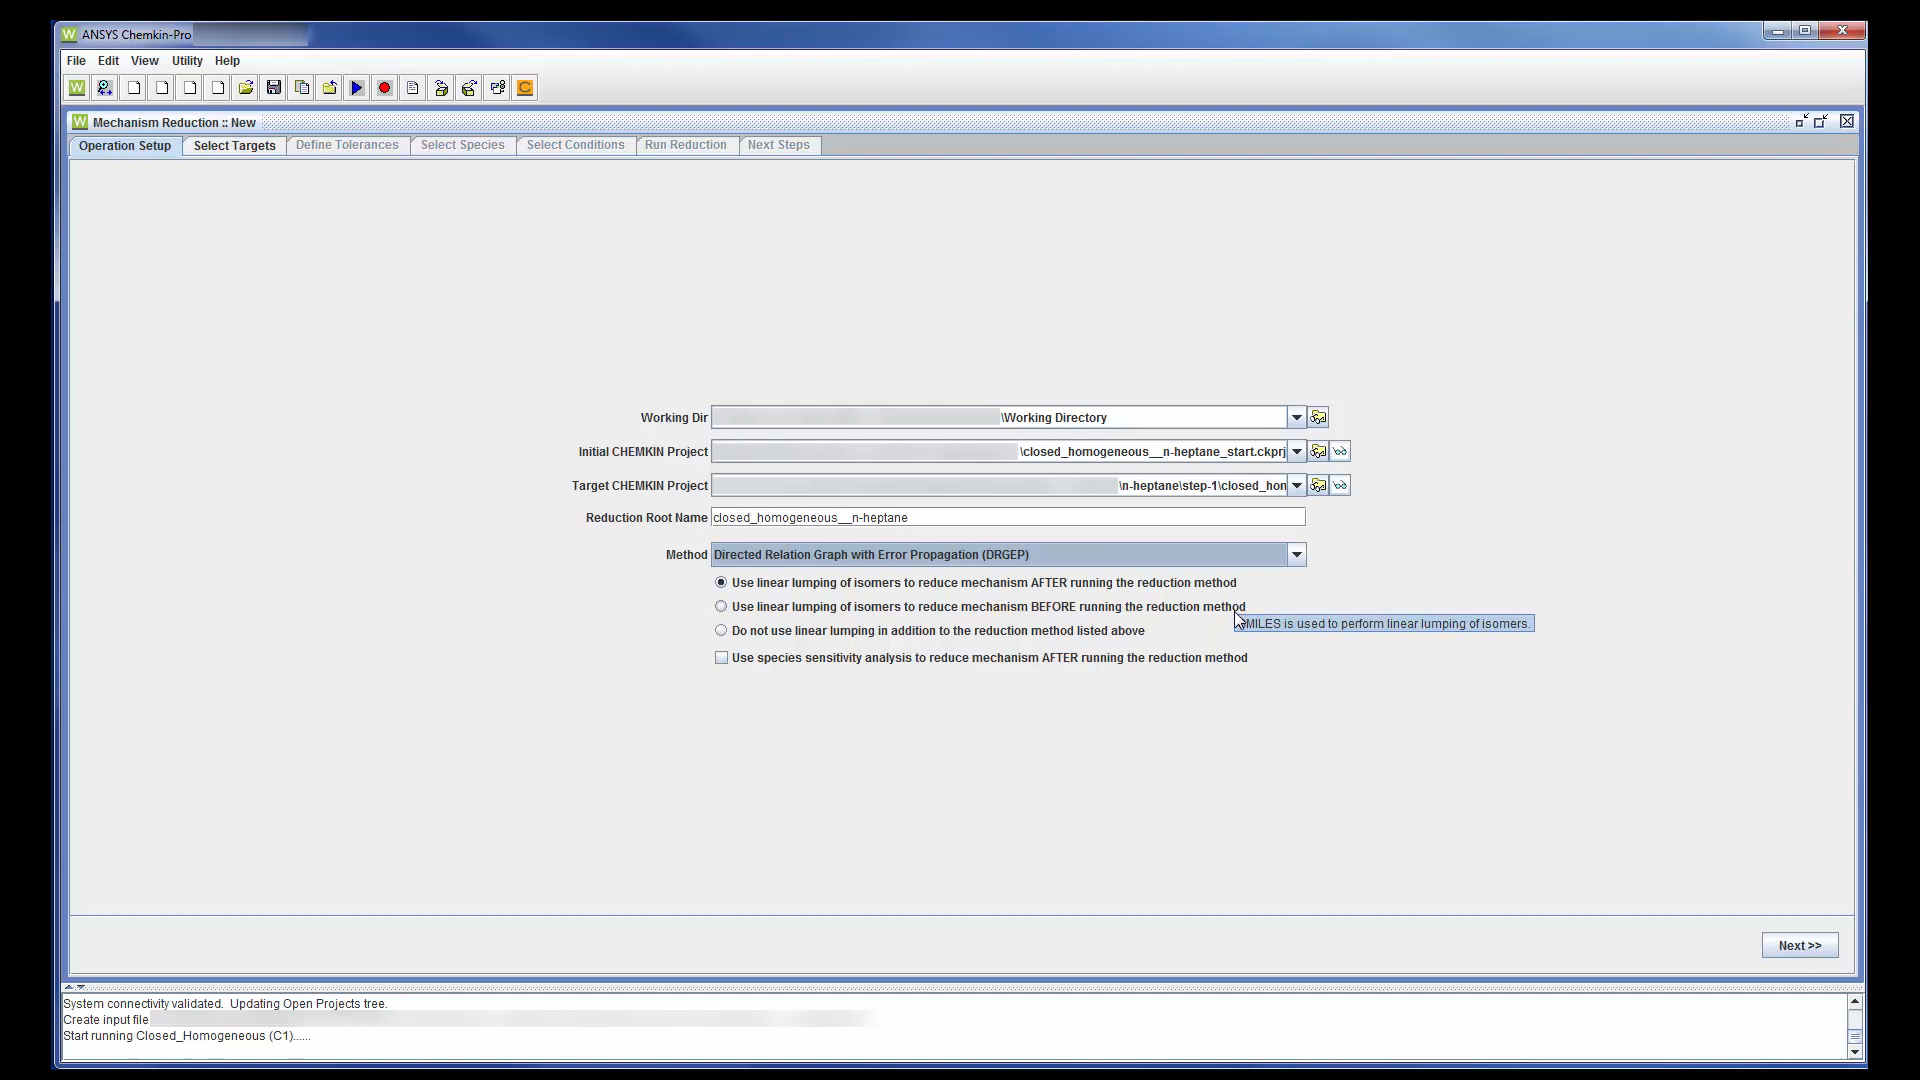 ANSYS Chemkin-Pro
File Edit View Utility Help
Mechanism Reduction :: New
Operation Setup Select Targets Define Tolerances Select Species Select Conditions Run Reduction Next Steps
Working Dir \Working Directory
Initial CHEMKIN Project \closed_homogeneous__n-heptane_start.ckprj
Target CHEMKIN Project \n-heptane\step-1\closed_hon
Reduction Root Name closed_homogeneous__n-heptane
Method Directed Relation Graph with Error Propagation (DRGEP)
Use linear lumping of isomers to reduce mechanism AFTER running the reduction method
Use linear lumping of isomers to reduce mechanism BEFORE running the reduction method
MILES is used to perform linear lumping of isomers.
Do not use linear lumping in addition to the reduction method listed above
Use species sensitivity analysis to reduce mechanism AFTER running the reduction method
Next >>
System connectivity validated. Updating Open Projects tree.
Create input file
Start running Closed_Homogeneous (C1)......